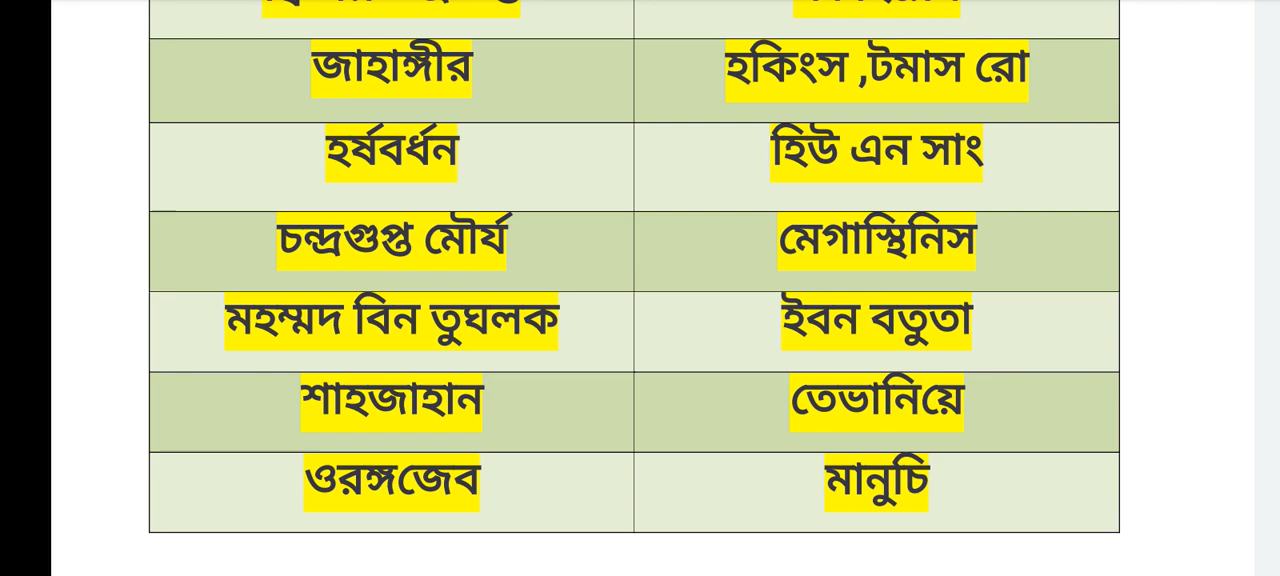 জাহাঙ্গীর হকিংস ,টমাস রো
হর্ষবর্ধন হিউ এন সাং
চন্দ্রগুপ্ত মৌর্য মেগাস্থিনিস
মহম্মদ বিন তুঘলক ইবন বতুতা
শাহজাহান তেভানিয়ে
ওরঙ্গজেব মানুচি